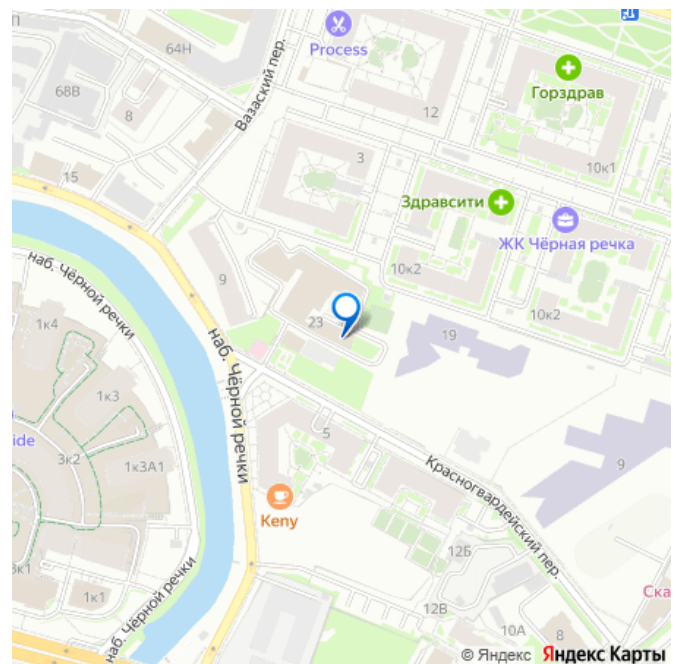 П
64Н
Process
Вазаский пер.
Горздрав
68В
8
12
3
10к1
15
Здравсити
ЖК Чёрная речка
наб. Чёрной речки
9
10к2
10к2
1к4
23
19
наб. Чёрной речки
1к3
ide
3к2
1к3А1
5
Красногвардейский пер.
9
Keny
12Б
3к1
1к1
наб. Чёрной речки
12В
10А
8
Ска
© Яндекс Яндекс Карты